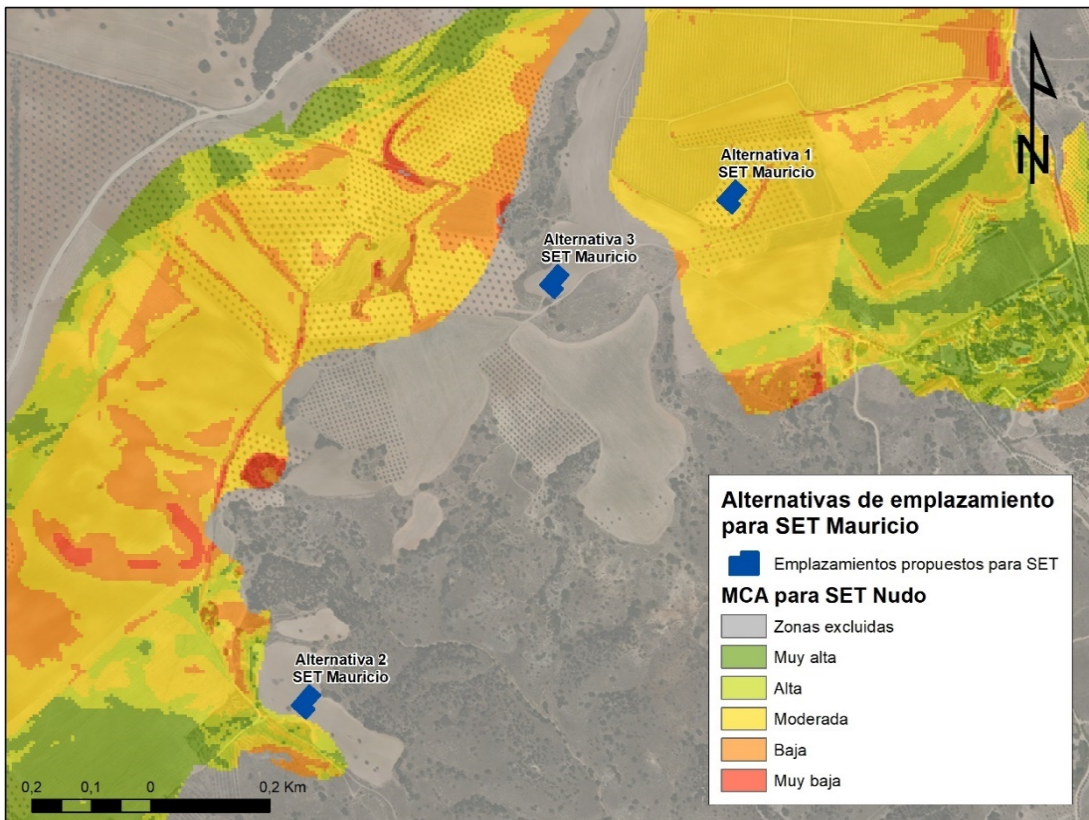 N
Alternativa 1
SET Mauricio
Alternativa 3
SET Mauricio
Alternativa 2
SET Mauricio
Alternativas de emplazamiento
para SET Mauricio
Emplazamientos propuestos para SET
MCA para SET Nudo
Zonas excluidas
Muy alta
Alta
Moderada
Baja
Muy baja
0,2 0,1 0 0,2 Km